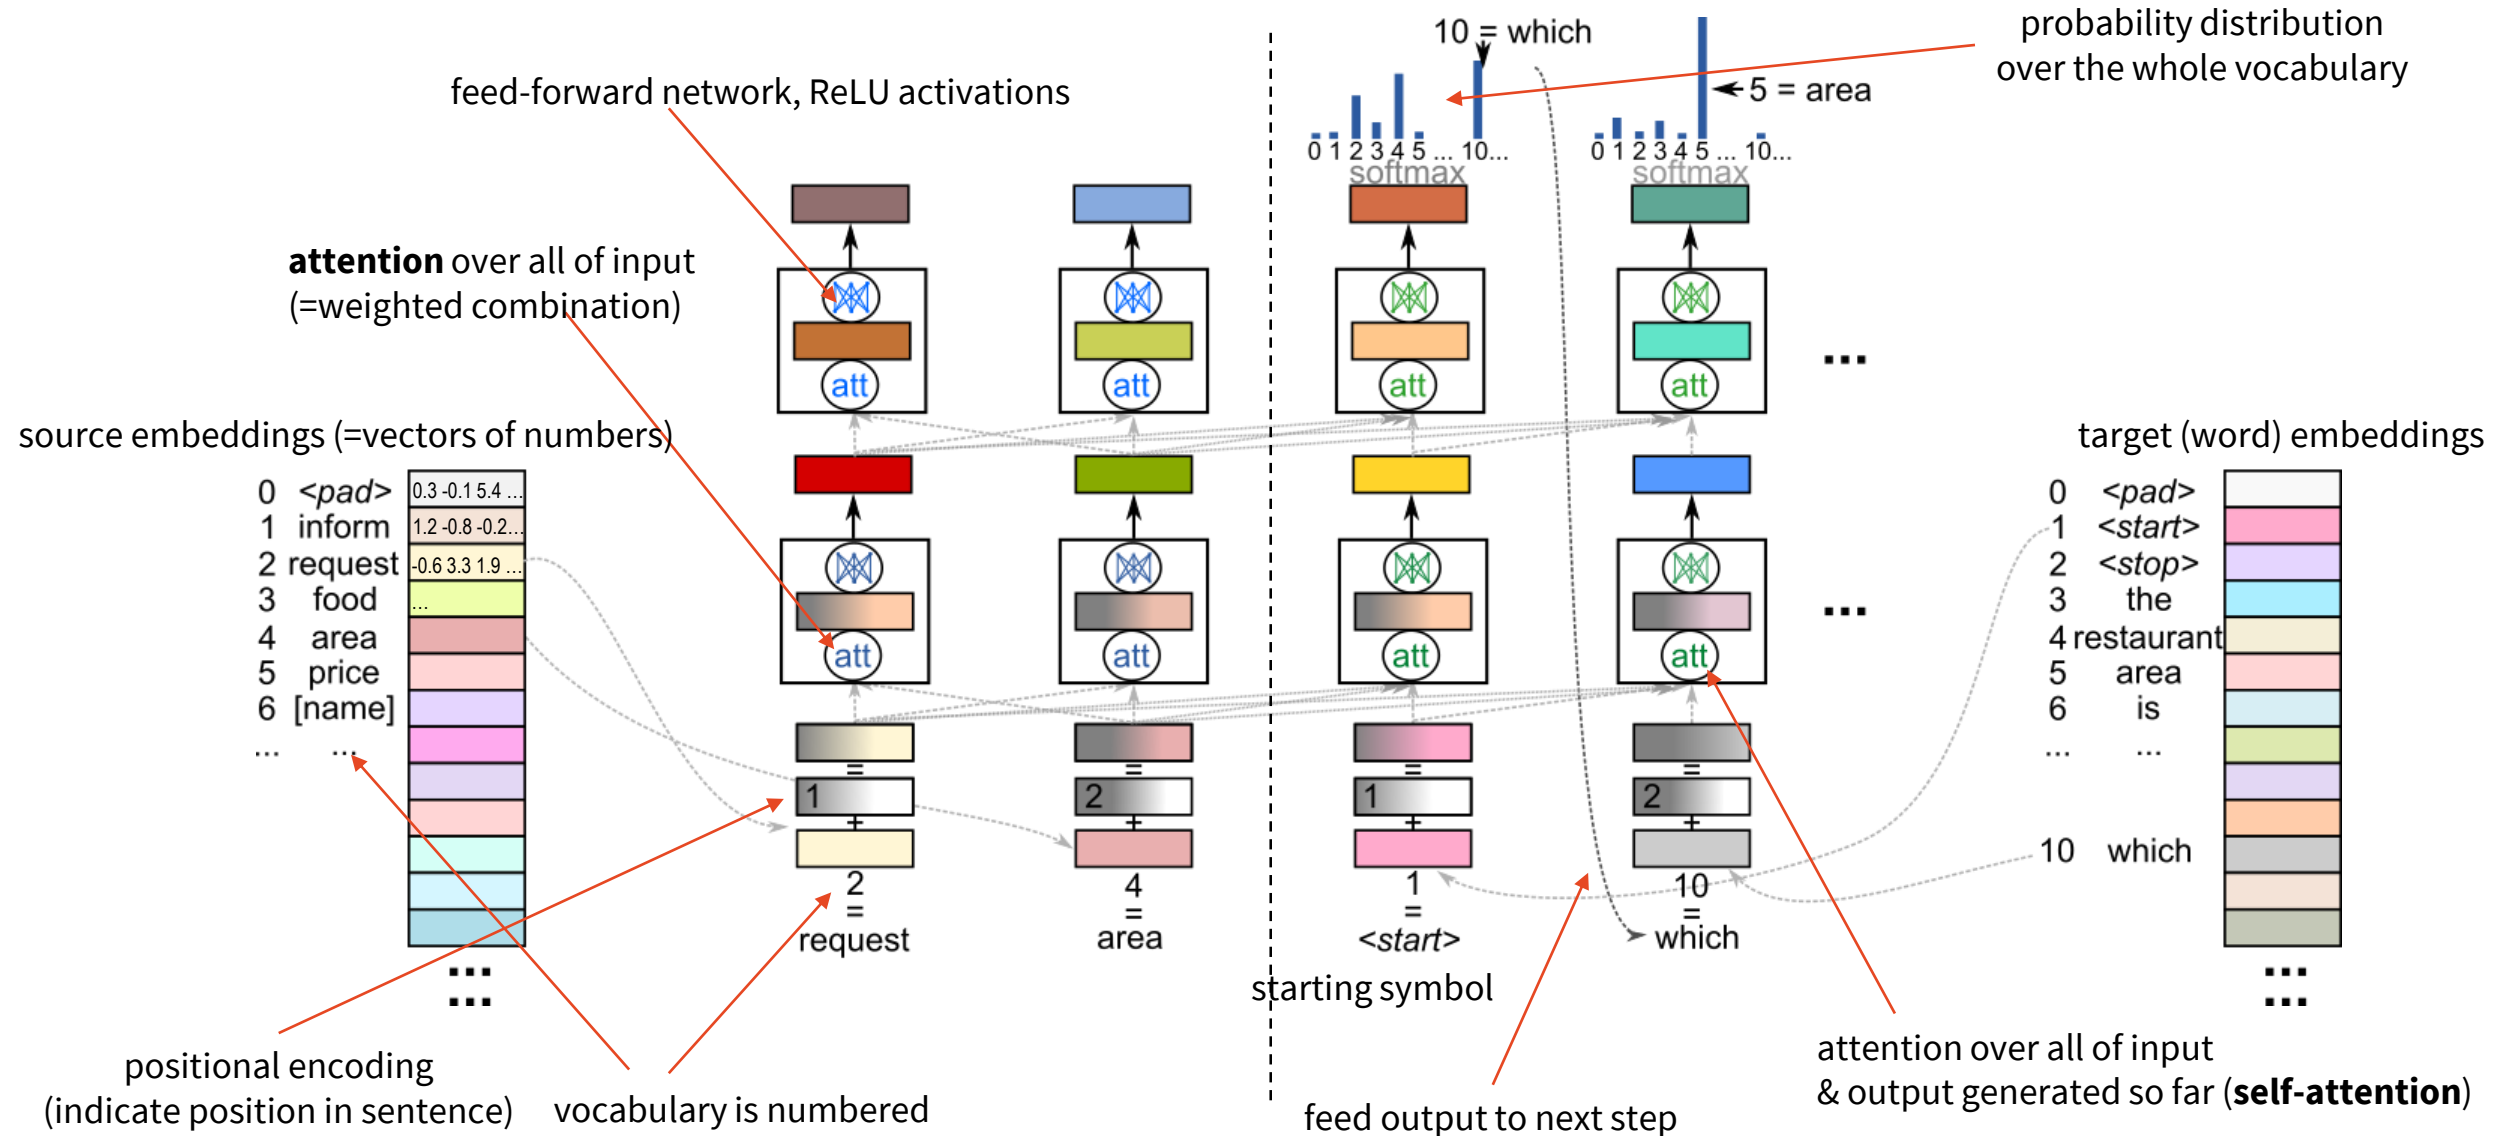 probability distribution
over the whole vocabulary
10 = which
5 = area
feed-forward network, ReLU activations
0 1 2 3 4 5 ... 10...
softmax
0 1 2 3 4 5 ... 10...
softmax
attention over all of input
(=weighted combination)
att
att
att
att
...
source embeddings (=vectors of numbers)
0 <pad> 0.3 -0.1 5.4 ...
1 inform 1.2 -0.8 -0.2...
2 request -0.6 3.3 1.9 ...
3 food ...
4 area
5 price
6 [name]
... ...
...
...
att
att
att
att
...
target (word) embeddings
0 <pad>
1 <start>
2 <stop>
3 the
4 restaurant
5 area
6 is
... ...
10 which
...
...
=
=
=
=
1
2
1
2
+
+
+
+
2
=
request
4
=
area
1
=
<start>
10
=
which
starting symbol
positional encoding
(indicate position in sentence)
vocabulary is numbered
feed output to next step
attention over all of input
& output generated so far (self-attention)